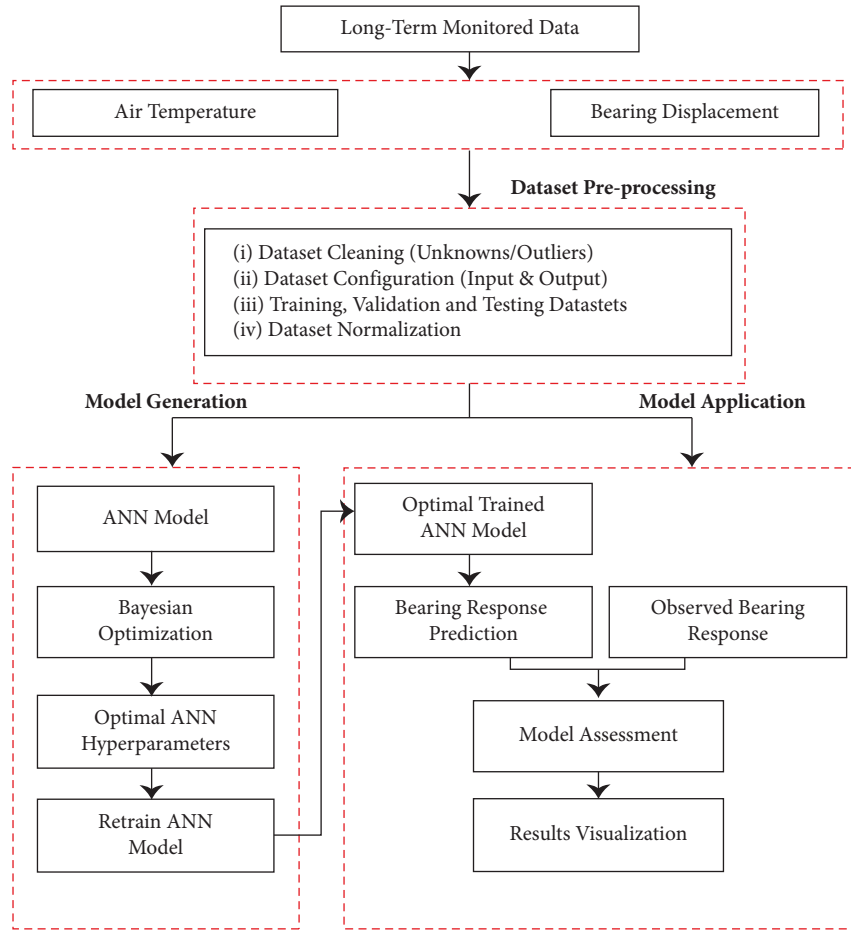 Long-Term Monitored Data
Air Temperature
Bearing Displacement
Dataset Pre-processing
(i) Dataset Cleaning (Unknowns/Outliers)
(ii) Dataset Configuration (Input & Output)
(iii) Training, Validation and Testing Datastets
(iv) Dataset Normalization
Model Generation
Model Application
ANN Model
Bayesian
Optimization
Optimal ANN
Hyperparameters
Retrain ANN
Model
Optimal Trained
ANN Model
Bearing Response
Prediction
Observed Bearing
Response
Model Assessment
Results Visualization